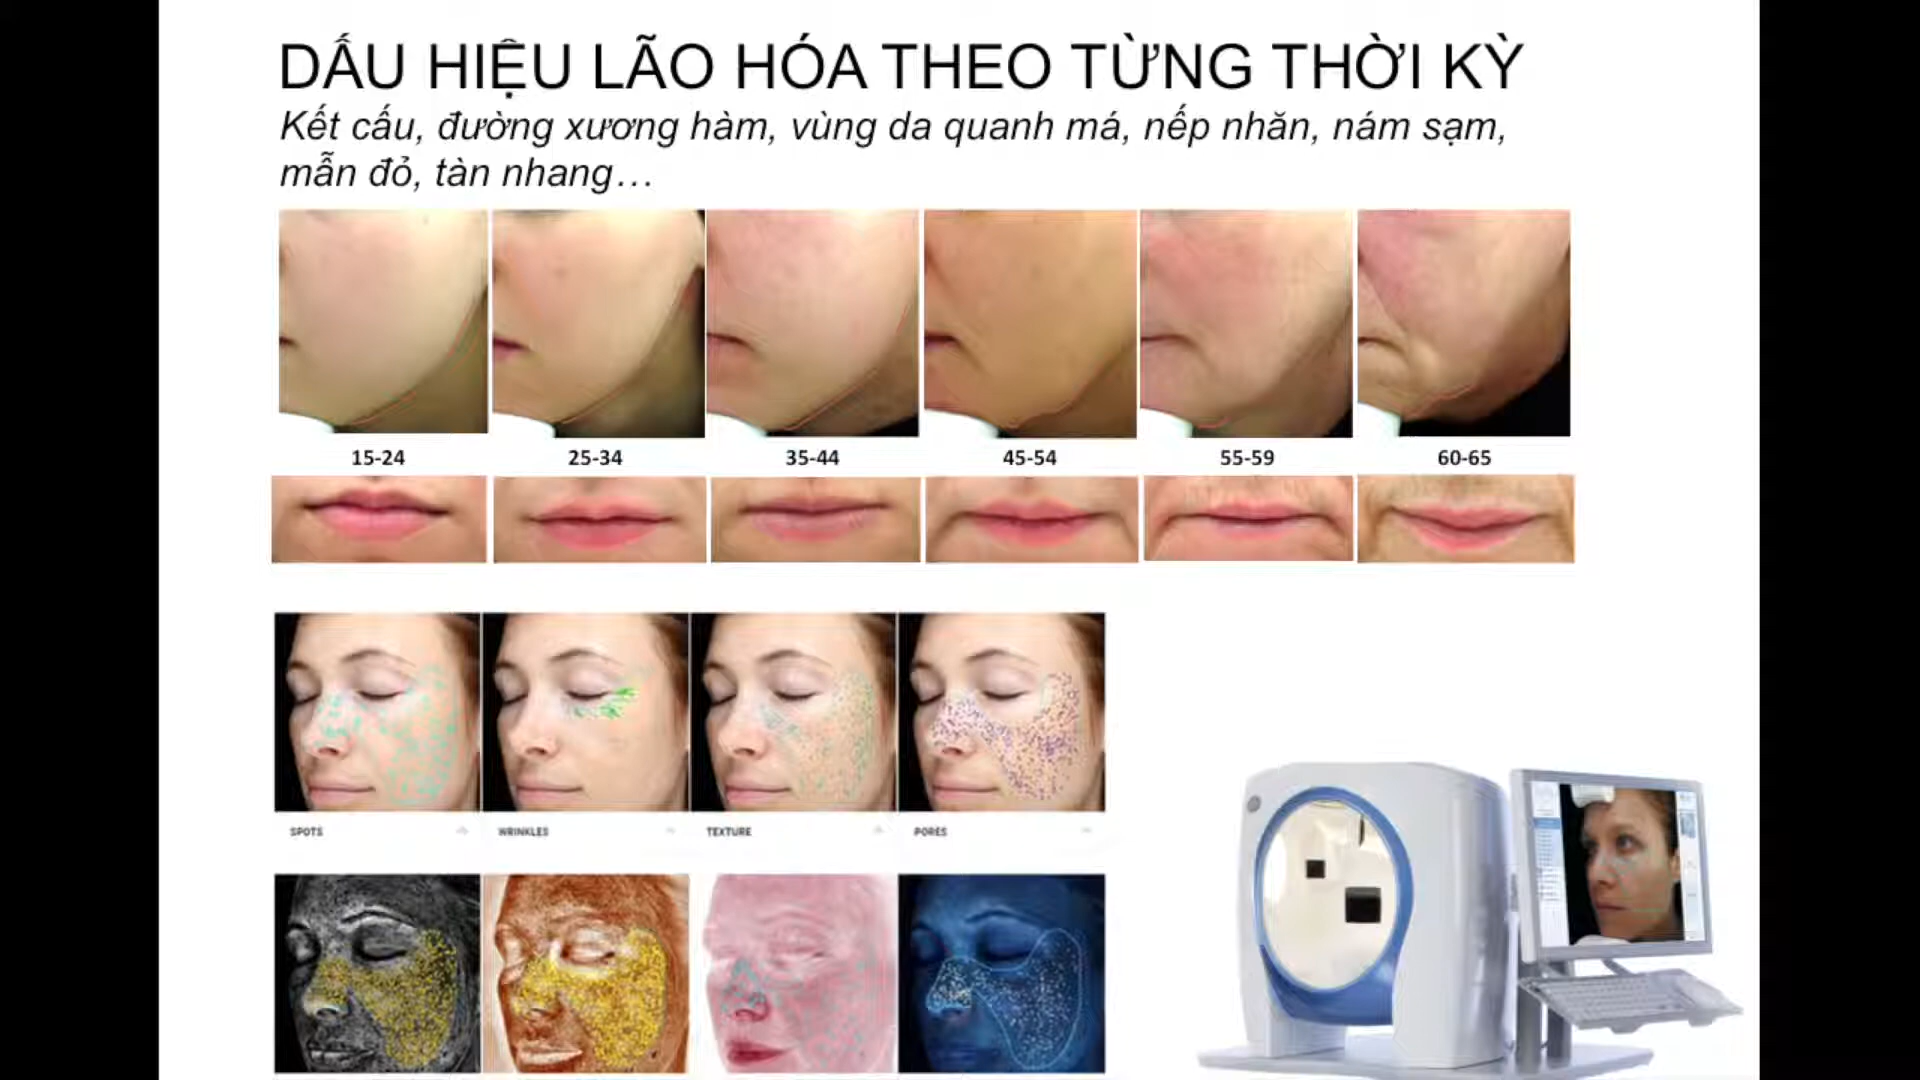 DẤU HIỆU LÃO HÓA THEO TỪNG THỜI KỲ
Kết cấu, đường xương hàm, vùng da quanh má, nếp nhăn, nám sạm,
mẫn đỏ, tàn nhang…
15-24 25-34 35-44 45-54 55-59 60-65
SPOTS WRINKLES TEXTURE PORES